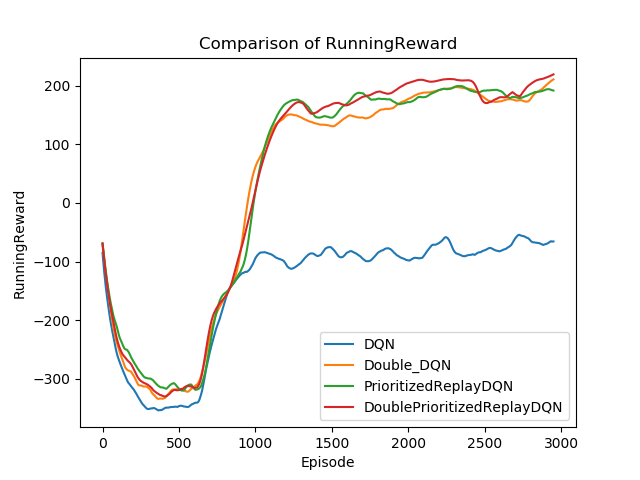 Comparison of RunningReward
RunningReward
200
100
0
−100
−200
−300
0 500 1000 1500 2000 2500 3000
Episode
DQN
Double_DQN
PrioritizedReplayDQN
DoublePrioritizedReplayDQN